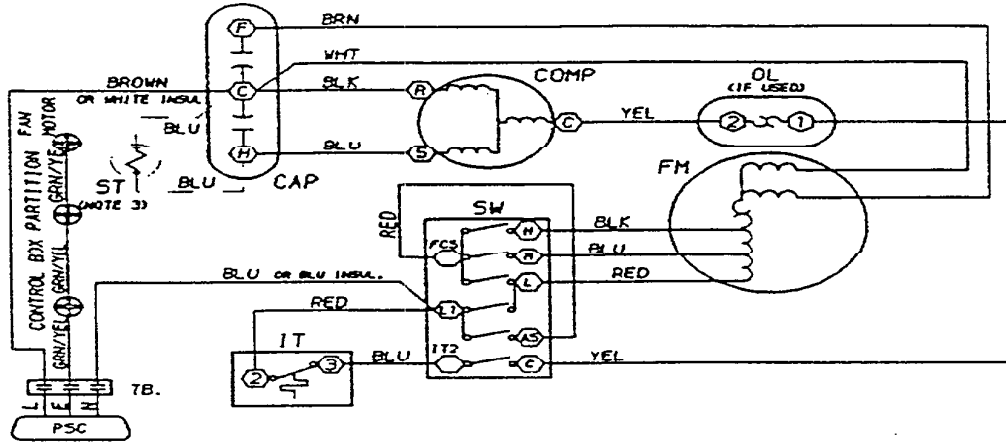 BRN
F
WHT
BROWN
OR WHITE INSUL
BLK
C
R
COMP
OL
(IF USED)
YEL
C
2
1
BLU
BLU
S
H
CAP
BLU
ST
(NOTE 3)
FAN MOTOR
CONTROL BOX PARTITION
GRN/YEL
GRN/YEL
GRN/YEL
FM
SW
RED
FCS
H
BLK
M
BLU
L
RED
BLU OR BLU INSUL.
RED
L1
AS
IT
2
3
BLU
IT2
C
YEL
TB.
L
E
N
PSC